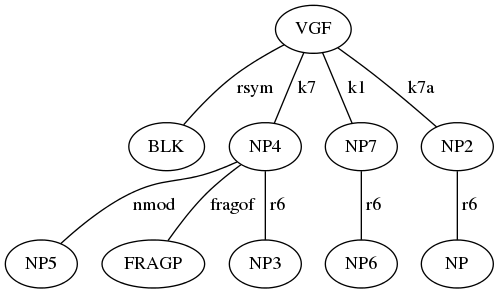 VGF
rsym k7 k1 k7a
BLK NP4 NP7 NP2
nmod fragof r6 r6 r6
NP5 FRAGP NP3 NP6 NP